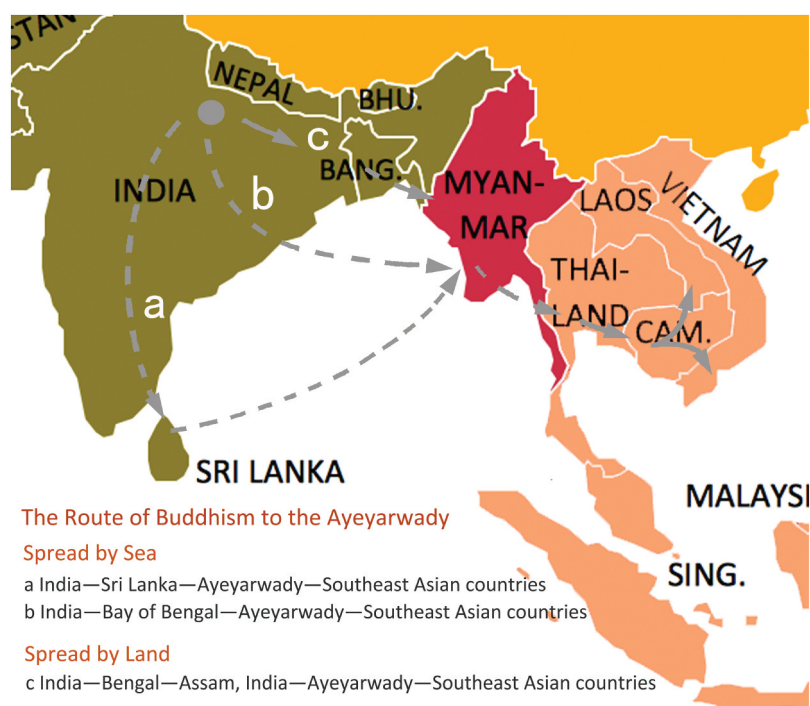 STAN
NEPAL
BHU.
c
BANG.
INDIA
b
MYAN-
MAR
LAOS
VIETNAM
THAI-
LAND
a
CAM.
SRI LANKA
MALAYSI
SING.
The Route of Buddhism to the Ayeyarwady
Spread by Sea
a India—Sri Lanka—Ayeyarwady—Southeast Asian countries
b India—Bay of Bengal—Ayeyarwady—Southeast Asian countries
Spread by Land
c India—Bengal—Assam, India—Ayeyarwady—Southeast Asian countries